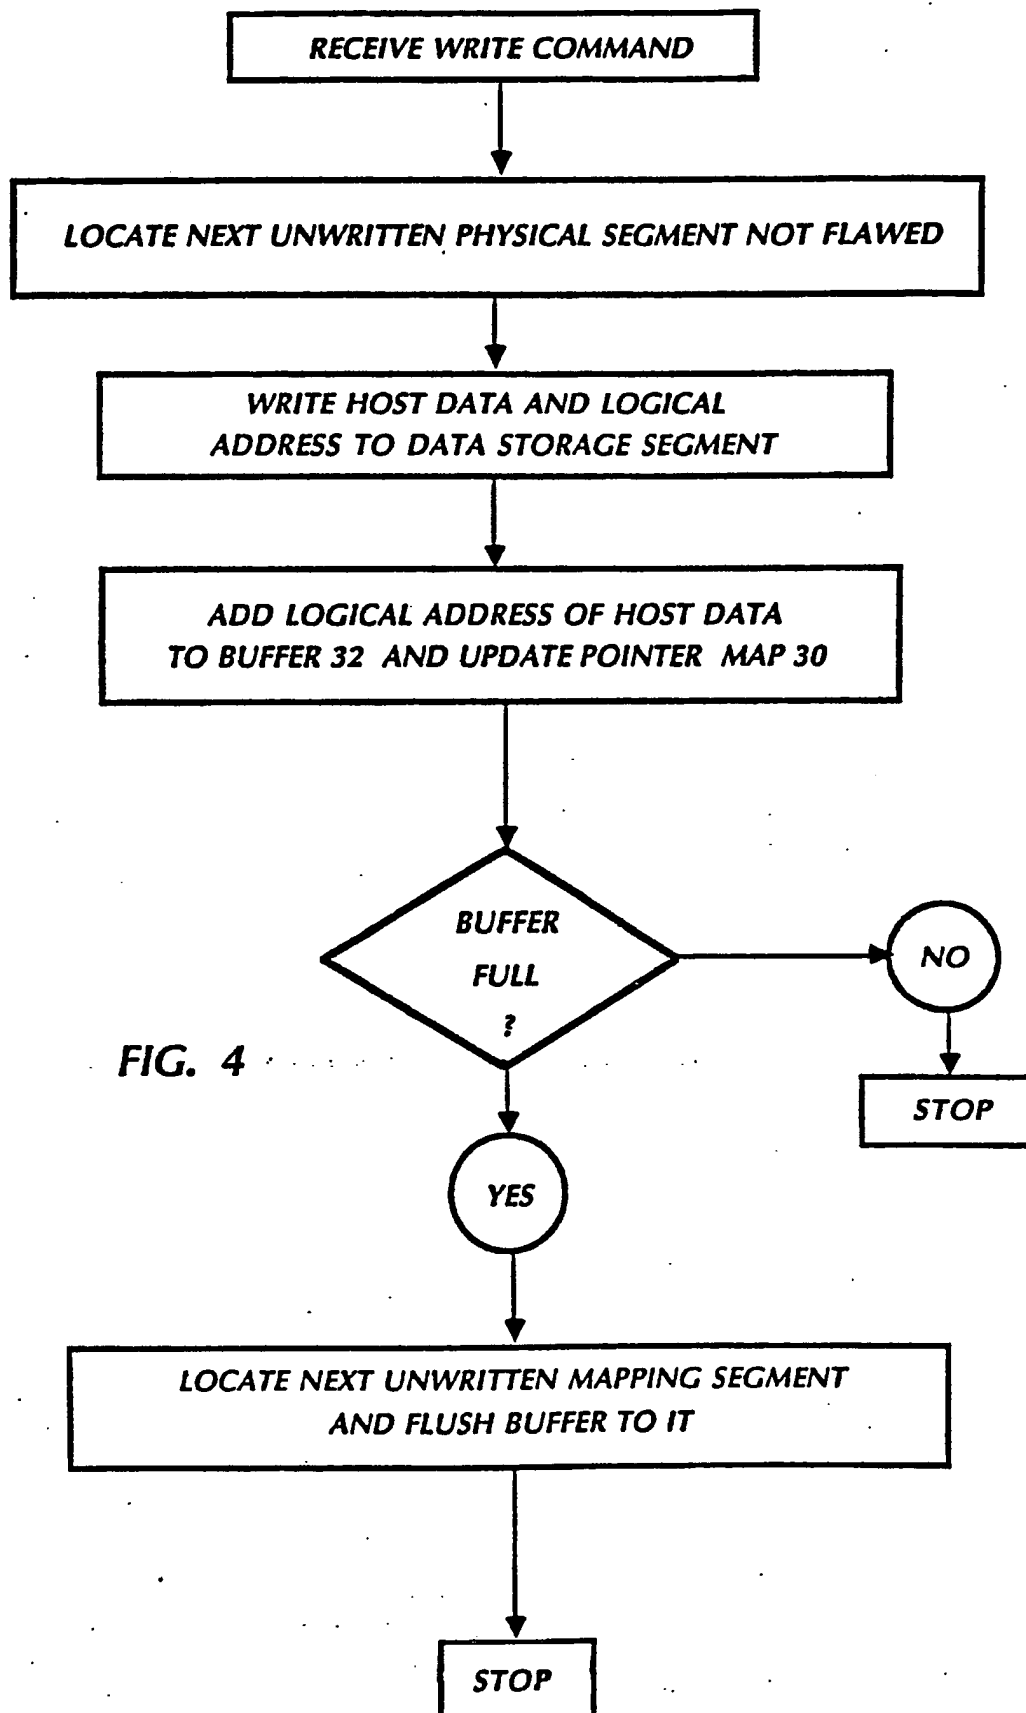 RECEIVE WRITE COMMAND
LOCATE NEXT UNWRITTEN PHYSICAL SEGMENT NOT FLAWED
WRITE HOST DATA AND LOGICAL
ADDRESS TO DATA STORAGE SEGMENT
ADD LOGICAL ADDRESS OF HOST DATA
TO BUFFER 32 AND UPDATE POINTER MAP 30
BUFFER
FULL
?
NO
STOP
FIG. 4
YES
LOCATE NEXT UNWRITTEN MAPPING SEGMENT
AND FLUSH BUFFER TO IT
STOP